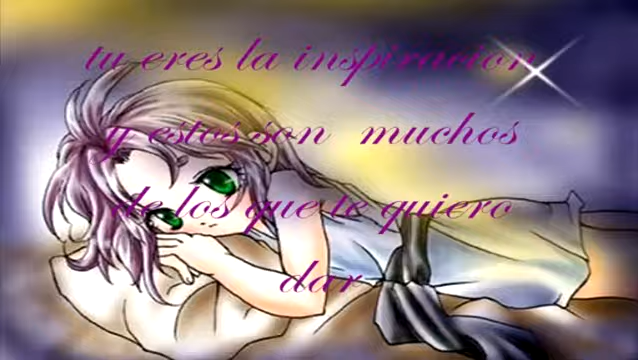 tu eres la inspiracion
y estos son muchos
de los que te quiero
dar